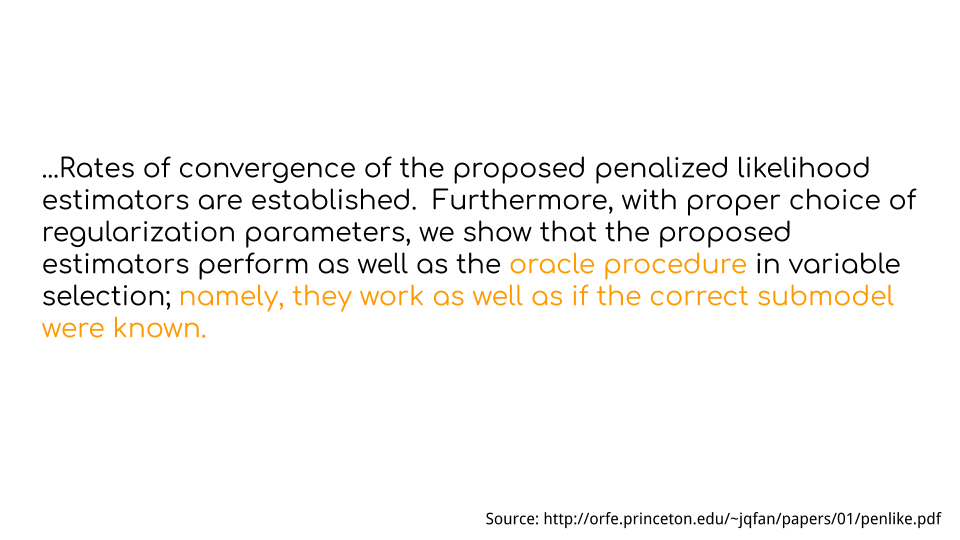 ...Rates of convergence of the proposed penalized likelihood
estimators are established.  Furthermore, with proper choice of
regularization parameters, we show that the proposed
estimators perform as well as the oracle procedure in variable
selection; namely, they work as well as if the correct submodel
were known.
Source: http://orfe.princeton.edu/~jqfan/papers/01/penlike.pdf